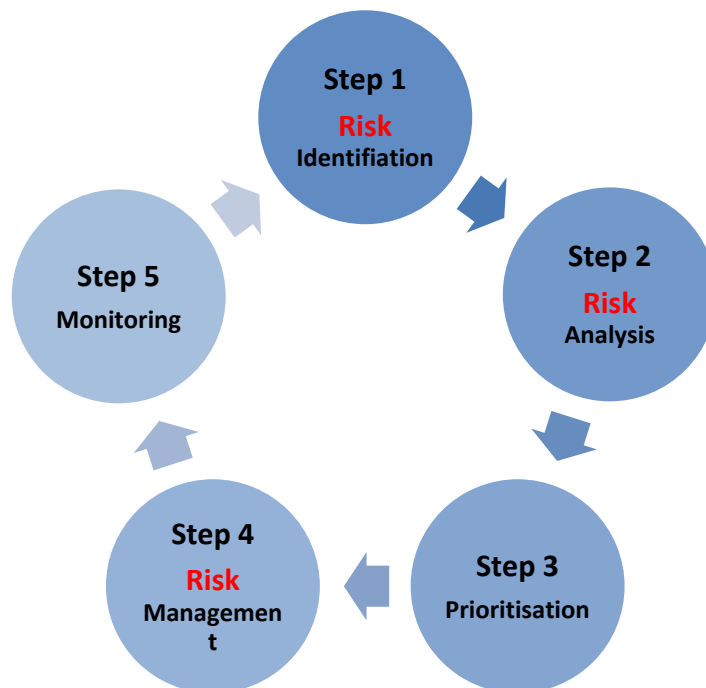 Step 1
Risk
Identifiation
Step 2
Risk
Analysis
Step 3
Prioritisation
Step 4
Risk
Managemen
t
Step 5
Monitoring